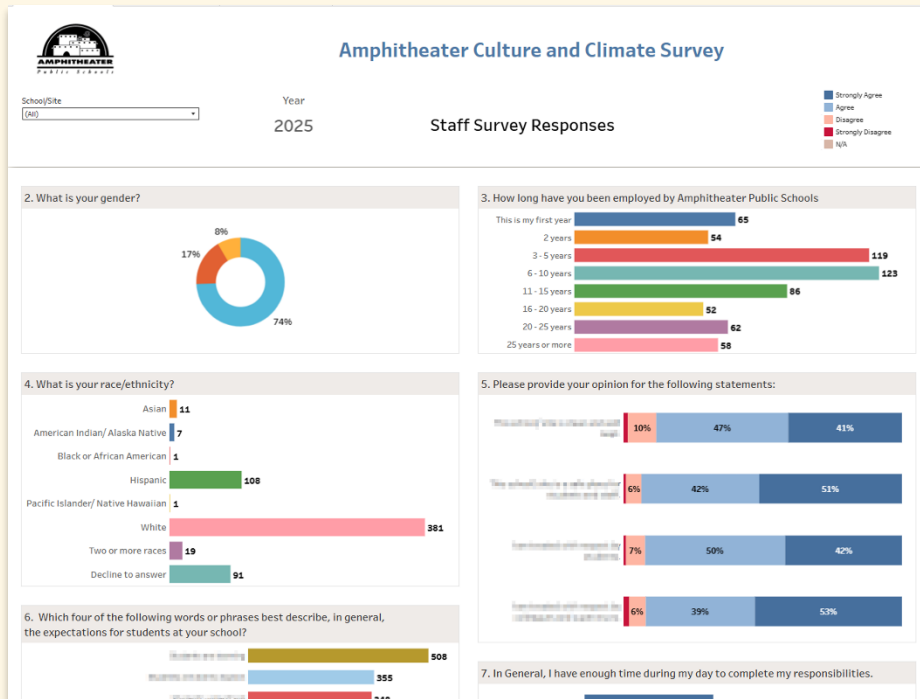 AMPHITHEATER
Public Schools
Amphitheater Culture and Climate Survey
School/Site
(All)
Year
2025
Staff Survey Responses
Strongly Agree
Agree
Disagree
Strongly Disagree
N/A
2. What is your gender?
8%
17%
74%
3. How long have you been employed by Amphitheater Public Schools
This is my first year 65
2 years 54
3 - 5 years 119
6 - 10 years 123
11 - 15 years 86
16 - 20 years 52
20 - 25 years 62
25 years or more 58
4. What is your race/ethnicity?
Asian 11
American Indian/ Alaska Native 7
Black or African American 1
Hispanic 108
Pacific Islander/ Native Hawaiian 1
White 381
Two or more races 19
Decline to answer 91
5. Please provide your opinion for the following statements:
10% 47% 41%
6% 42% 51%
7% 50% 42%
6% 39% 53%
6. Which four of the following words or phrases best describe, in general,
the expectations for students at your school?
508
355
7. In General, I have enough time during my day to complete my responsibilities.